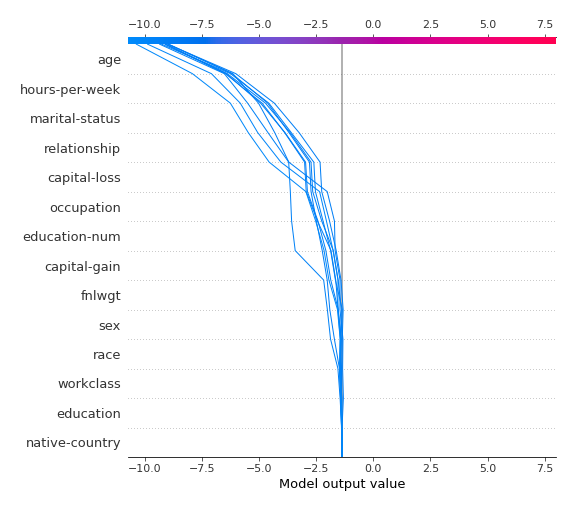 −10.0 −7.5 −5.0 −2.5 0.0 2.5 5.0 7.5
age
hours-per-week
marital-status
relationship
capital-loss
occupation
education-num
capital-gain
fnlwgt
sex
race
workclass
education
native-country
−10.0 −7.5 −5.0 −2.5 0.0 2.5 5.0 7.5
Model output value